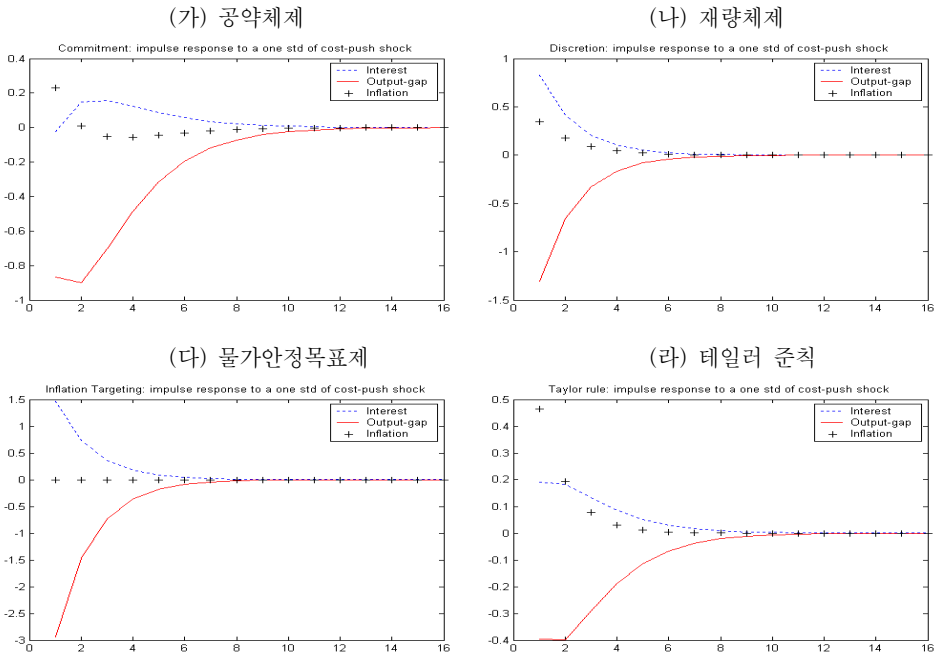 (가) 공약체제
Commitment: impulse response to a one std of cost-push shock
0.4
0.2
0
-0.2
-0.4
-0.6
-0.8
-1
0 2 4 6 8 10 12 14 16
Interest
Output-gap
Inflation
(나) 재량체제
Discretion: impulse response to a one std of cost-push shock
1
0.5
0
-0.5
-1
-1.5
0 2 4 6 8 10 12 14 16
Interest
Output-gap
Inflation
(다) 물가안정목표제
Inflation Targeting: impulse response to a one std of cost-push shock
1.5
1
0.5
0
-0.5
-1
-1.5
-2
-2.5
-3
0 2 4 6 8 10 12 14 16
Interest
Output-gap
Inflation
(라) 테일러 준칙
Taylor rule: impulse response to a one std of cost-push shock
0.5
0.4
0.3
0.2
0.1
0
-0.1
-0.2
-0.3
-0.4
0 2 4 6 8 10 12 14 16
Interest
Output-gap
Inflation